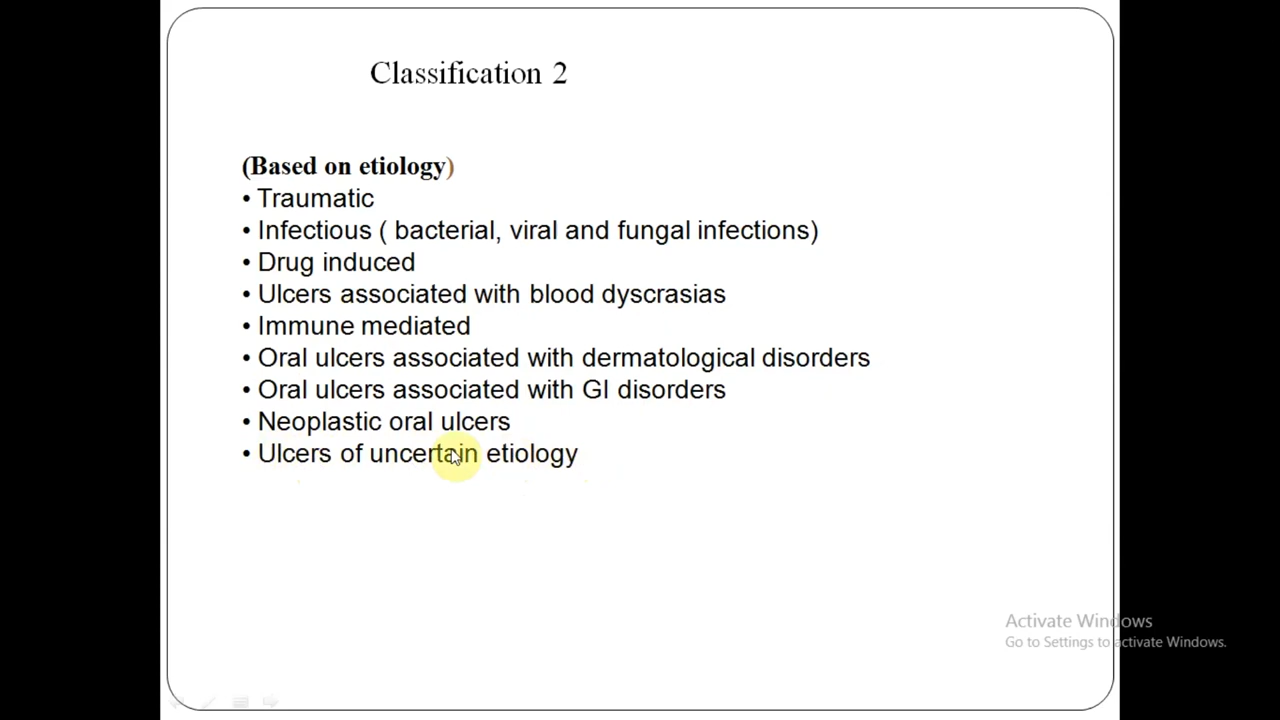 Classification 2
(Based on etiology)
• Traumatic
• Infectious ( bacterial, viral and fungal infections)
• Drug induced
• Ulcers associated with blood dyscrasias
• Immune mediated
• Oral ulcers associated with dermatological disorders
• Oral ulcers associated with GI disorders
• Neoplastic oral ulcers
• Ulcers of uncertain etiology
Activate Windows
Go to Settings to activate Windows.